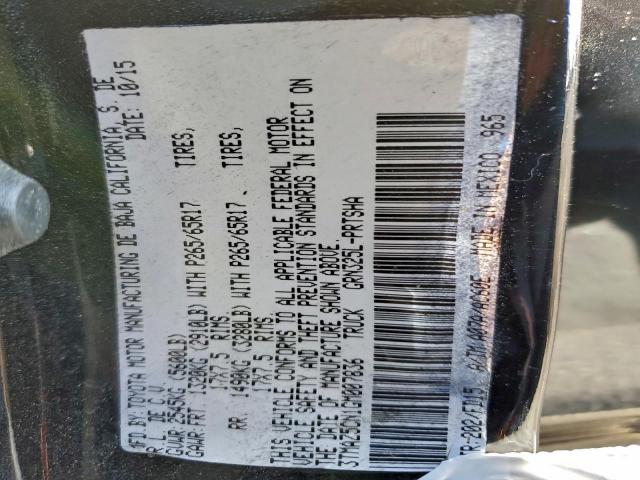 MFD BY: TOYOTA MOTOR MANUFACTURING DE BAJA CALIFORNIA, S. DE
R L. DE C.V. DATE: 10/15
GVWR 2545KG (5600LB)
GAWR FRT 1320KG (2910LB) WITH P265/65R17 TIRES,
17X7.5 RIMS
RR. 1490KG (3280LB) WITH P265/65R17 TIRES,
17X7.5 RIMS
THIS VEHICLE CONFORMS TO ALL APPLICABLE FEDERAL MOTOR
VEHICLE SAFETY AND THEFT PREVENTION STANDARDS IN EFFECT ON
THE DATE OF MANUFACTURE SHOWN ABOVE.
TRUCK GRN325L-PRTSHA
MADE IN MEXICO 965